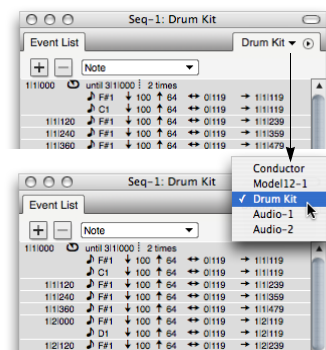 Seq-1: Drum Kit
Event List
Drum Kit
+ − Note
1|1|000 until 3|1|000 2 times
F#1 100 64 0|119 1|1|119
C1 100 64 0|119 1|1|119
1|1|120 F#1 100 64 0|119 1|1|239
1|1|240 F#1 100 64 0|119 1|1|359
1|1|360 F#1 100 64 0|119 1|1|479
Conductor
Model12-1
✓ Drum Kit
Audio-1
Audio-2
Seq-1: Drum Kit
Event List
+ − Note
1|1|000 until 3|1|000 2 times
F#1 100 64 0|119 1|1|119
C1 100 64 0|119 1|1|119
1|1|120 F#1 100 64 0|119 1|1|239
1|1|240 F#1 100 64 0|119 1|1|359
1|1|360 F#1 100 64 0|119 1|1|479
1|2|000 F#1 100 64 0|119 1|2|119
D1 100 64 0|119 1|2|119
1|2|120 F#1 100 64 0|119 1|2|239